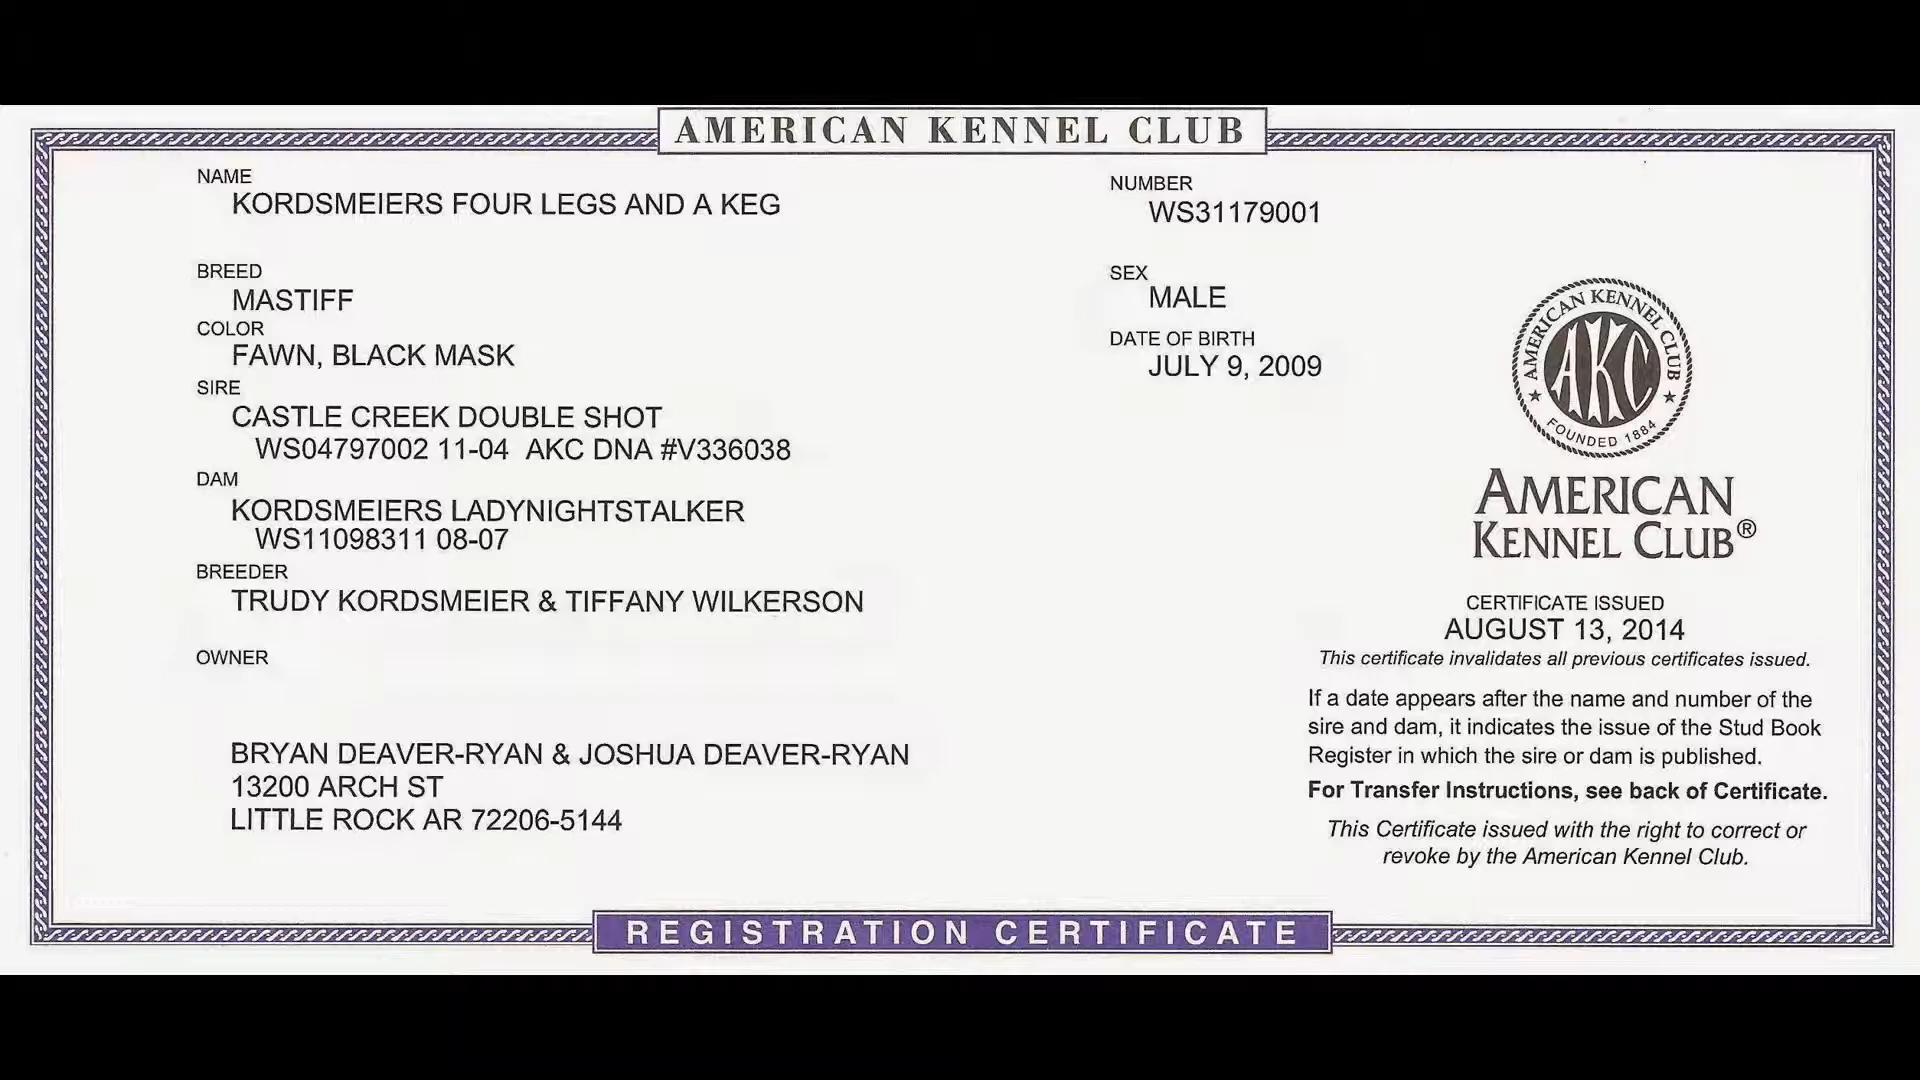 AMERICAN KENNEL CLUB
NAME
KORDSMEIERS FOUR LEGS AND A KEG
NUMBER
WS31179001
BREED
MASTIFF
SEX
MALE
COLOR
FAWN, BLACK MASK
DATE OF BIRTH
JULY 9, 2009
SIRE
CASTLE CREEK DOUBLE SHOT
WS04797002 11-04 AKC DNA #V336038
DAM
KORDSMEIERS LADYNIGHTSTALKER
WS11098311 08-07
BREEDER
TRUDY KORDSMEIER & TIFFANY WILKERSON
OWNER
BRYAN DEAVER-RYAN & JOSHUA DEAVER-RYAN
13200 ARCH ST
LITTLE ROCK AR 72206-5144
AMERICAN KENNEL CLUB
AKC
FOUNDED 1884
AMERICAN
KENNEL CLUB®
CERTIFICATE ISSUED
AUGUST 13, 2014
This certificate invalidates all previous certificates issued.
If a date appears after the name and number of the
sire and dam, it indicates the issue of the Stud Book
Register in which the sire or dam is published.
For Transfer Instructions, see back of Certificate.
This Certificate issued with the right to correct or
revoke by the American Kennel Club.
REGISTRATION CERTIFICATE